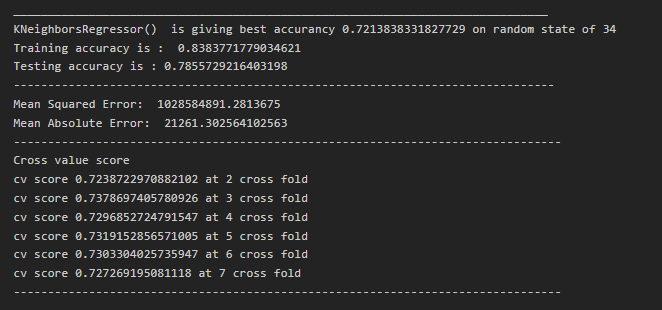 KNeighborsRegressor()  is giving best accurancy 0.7213838331827729 on random state of 34
Training accuracy is :  0.8383771779034621
Testing accuracy is : 0.7855729216403198
-------------------------------------------------------------------------------
Mean Squared Error:  1028584891.2813675
Mean Absolute Error:  21261.302564102563
--------------------------------------------------------------------------------
Cross value score
cv score 0.7238722970882102 at 2 cross fold
cv score 0.7378697405780926 at 3 cross fold
cv score 0.7296852724791547 at 4 cross fold
cv score 0.7319152856571005 at 5 cross fold
cv score 0.7303304025735947 at 6 cross fold
cv score 0.727269195081118 at 7 cross fold
--------------------------------------------------------------------------------